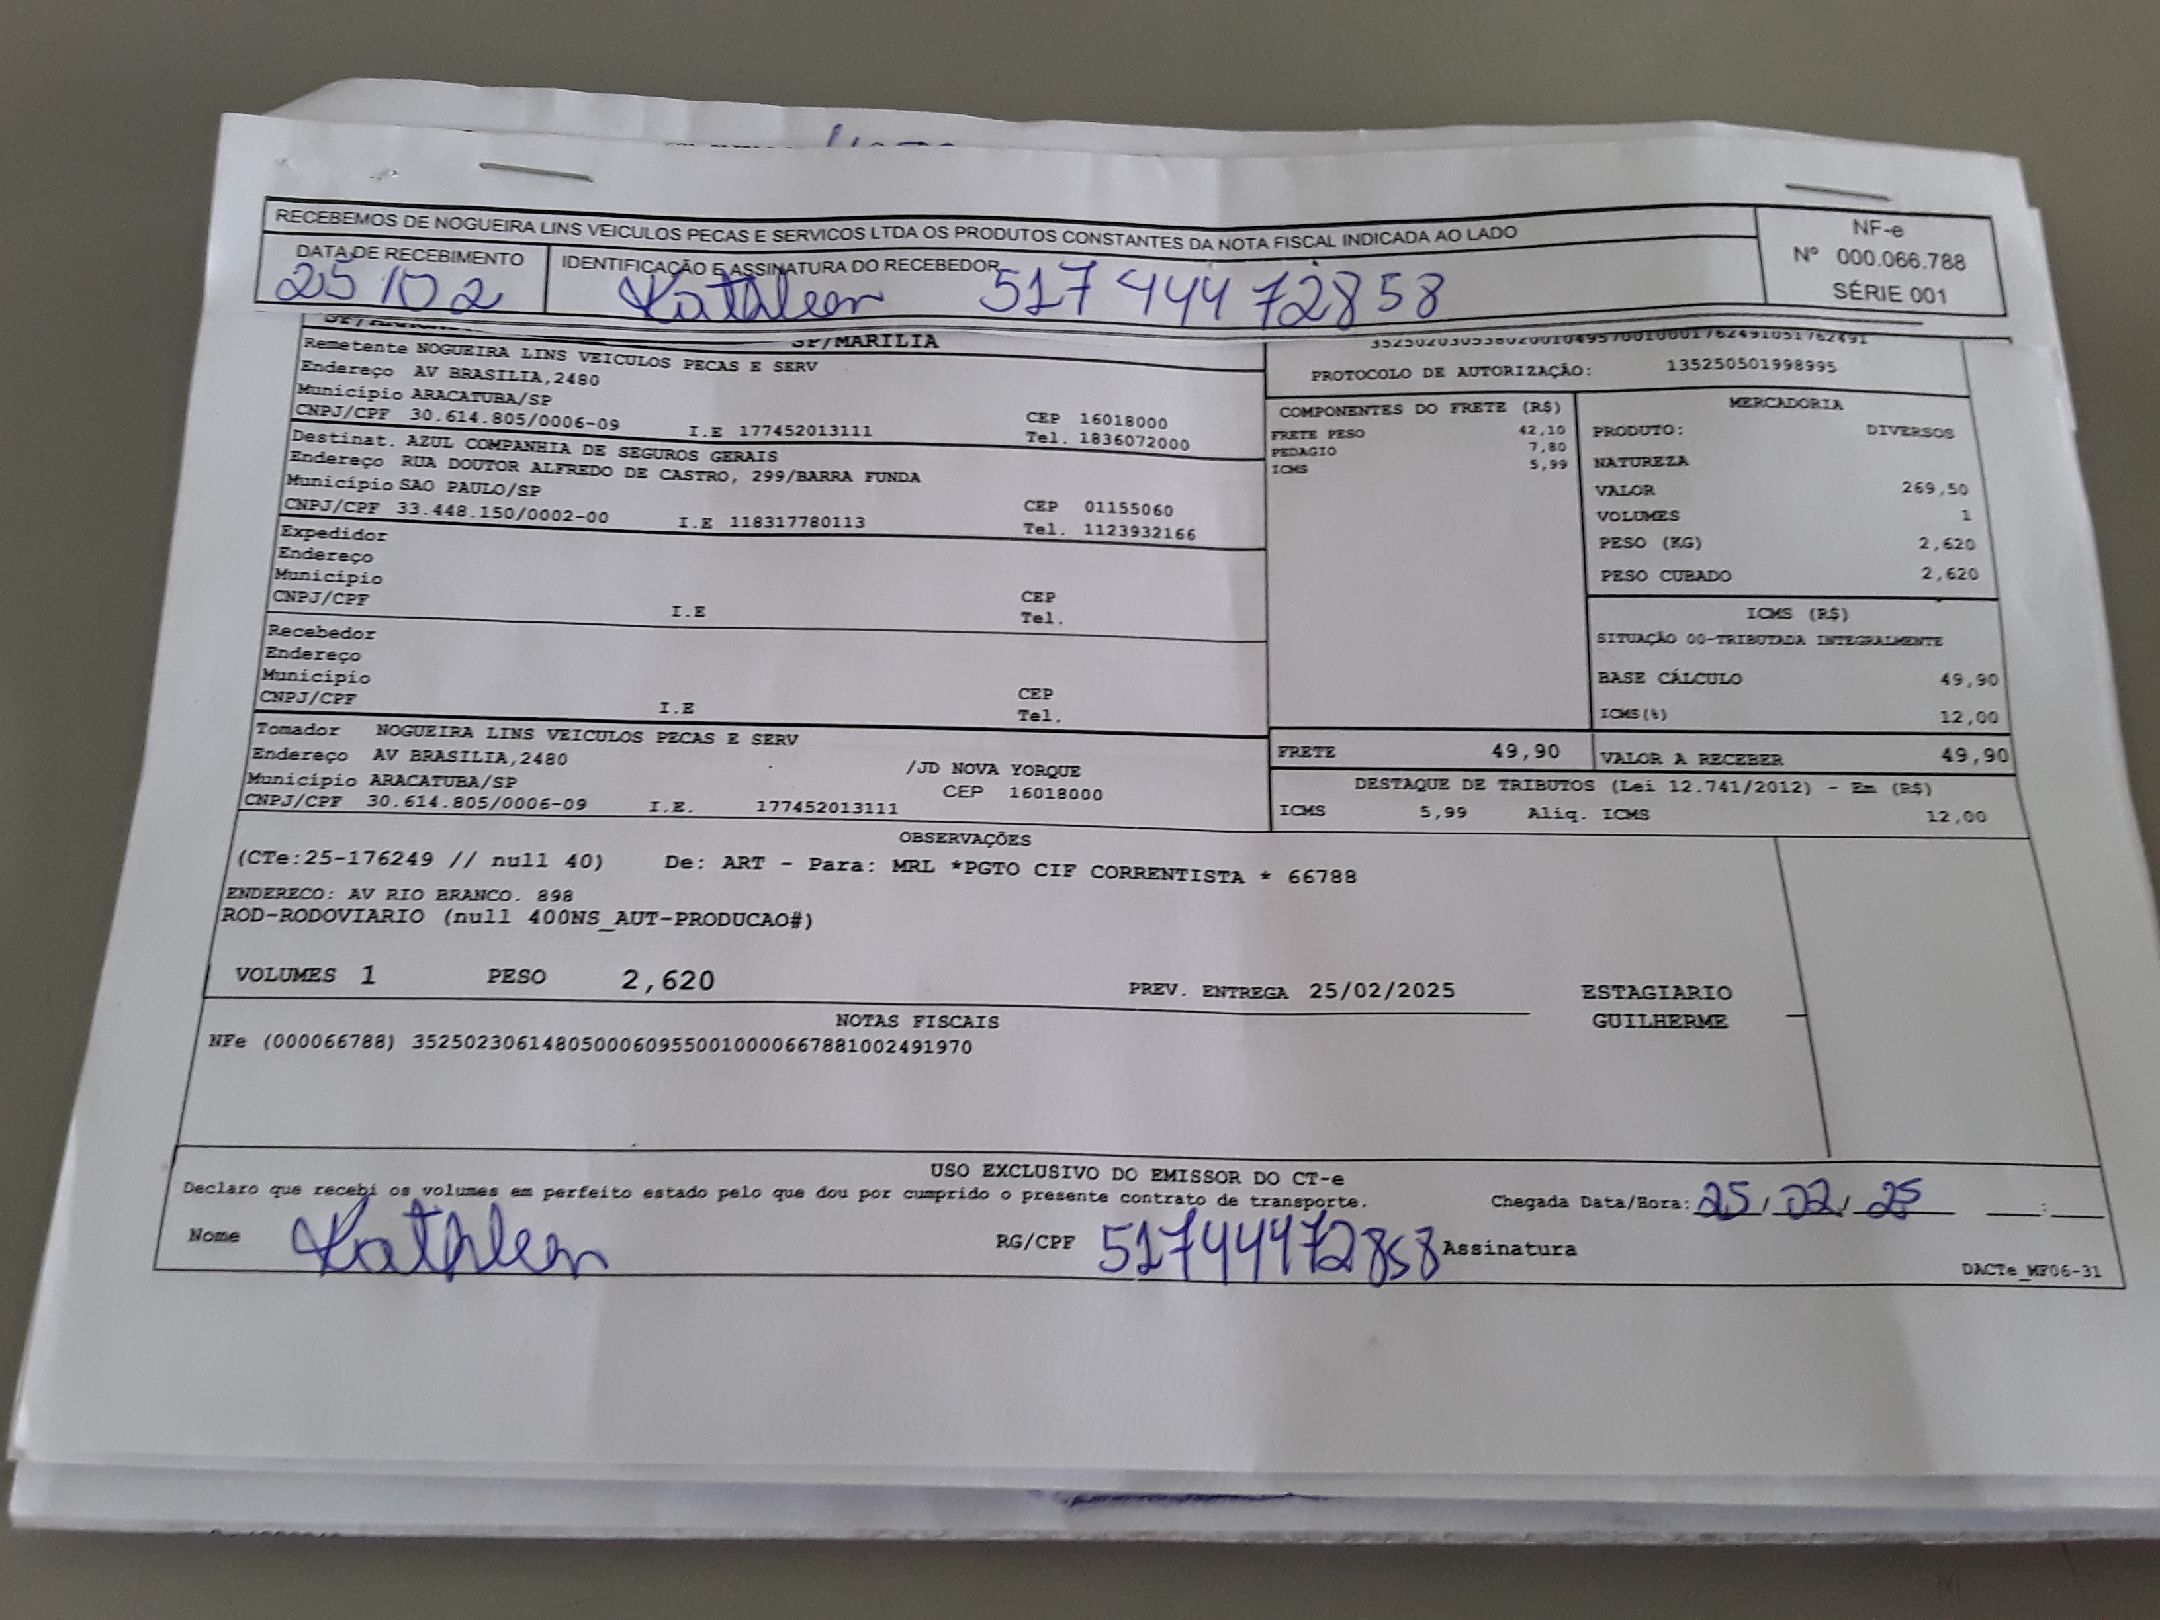 RECEBEMOS DE NOGUEIRA LINS VEICULOS PECAS E SERVICOS LTDA OS PRODUTOS CONSTANTES DA NOTA FISCAL INDICADA AO LADO
NF-e
Nº 000.066.788
SÉRIE 001
DATA DE RECEBIMENTO
25/02
IDENTIFICAÇÃO E ASSINATURA DO RECEBEDOR
Kathleen 51744472858
SP/MARILIA
Remetente NOGUEIRA LINS VEICULOS PECAS E SERV
Endereço AV BRASILIA,2480
Município ARACATUBA/SP CEP 16018000
CNPJ/CPF 30.614.805/0006-09 I.E 177452013111 Tel. 1836072000
Destinat. AZUL COMPANHIA DE SEGUROS GERAIS
Endereço RUA DOUTOR ALFREDO DE CASTRO, 299/BARRA FUNDA
Município SAO PAULO/SP CEP 01155060
CNPJ/CPF 33.448.150/0002-00 I.E 118317780113 Tel. 1123932166
Expedidor
Endereço
Município CEP
CNPJ/CPF I.E Tel.
Recebedor
Endereço
Município CEP
CNPJ/CPF I.E Tel.
Tomador NOGUEIRA LINS VEICULOS PECAS E SERV
Endereço AV BRASILIA,2480 /JD NOVA YORQUE
Município ARACATUBA/SP CEP 16018000
CNPJ/CPF 30.614.805/0006-09 I.E. 177452013111
PROTOCOLO DE AUTORIZAÇÃO: 135250501998995
COMPONENTES DO FRETE (R$)
FRETE PESO 42,10
PEDAGIO 7,80
ICMS 5,99
MERCADORIA
PRODUTO: DIVERSOS
NATUREZA
VALOR 269,50
VOLUMES 1
PESO (KG) 2,620
PESO CUBADO 2,620
ICMS (R$)
SITUAÇÃO 00-TRIBUTADA INTEGRALMENTE
BASE CÁLCULO 49,90
ICMS(%) 12,00
FRETE 49,90
VALOR A RECEBER 49,90
DESTAQUE DE TRIBUTOS (Lei 12.741/2012) - Em (R$)
ICMS 5,99 Aliq. ICMS 12,00
OBSERVAÇÕES
(CTe:25-176249 // null 40) De: ART - Para: MRL *PGTO CIF CORRENTISTA * 66788
ENDERECO: AV RIO BRANCO. 898
ROD-RODOVIARIO (null 400NS_AUT-PRODUCAO#)
VOLUMES 1 PESO 2,620 PREV. ENTREGA 25/02/2025 ESTAGIARIO
GUILHERME
NOTAS FISCAIS
NFe (000066788) 35250230614805000609550010000667881002491970
USO EXCLUSIVO DO EMISSOR DO CT-e
Declaro que recebi os volumes em perfeito estado pelo que dou por cumprido o presente contrato de transporte. Chegada Data/Hora: 25/02/25 __:__
Nome Kathleen RG/CPF 51744472858 Assinatura
DACTe_MF06-31